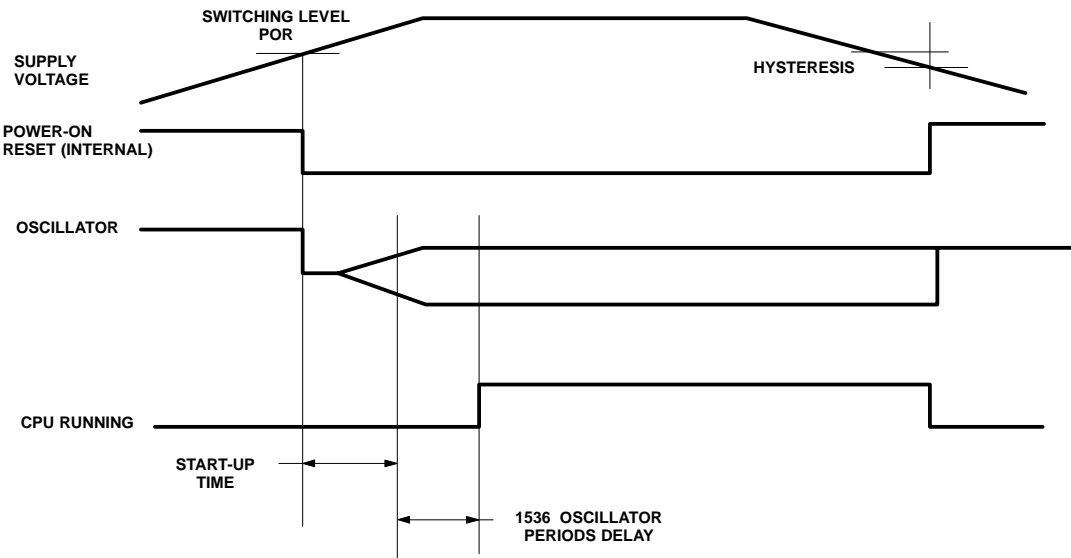 SWITCHING LEVEL
POR
SUPPLY
VOLTAGE
HYSTERESIS
POWER-ON
RESET (INTERNAL)
OSCILLATOR
CPU RUNNING
START-UP
TIME
1536 OSCILLATOR
PERIODS DELAY